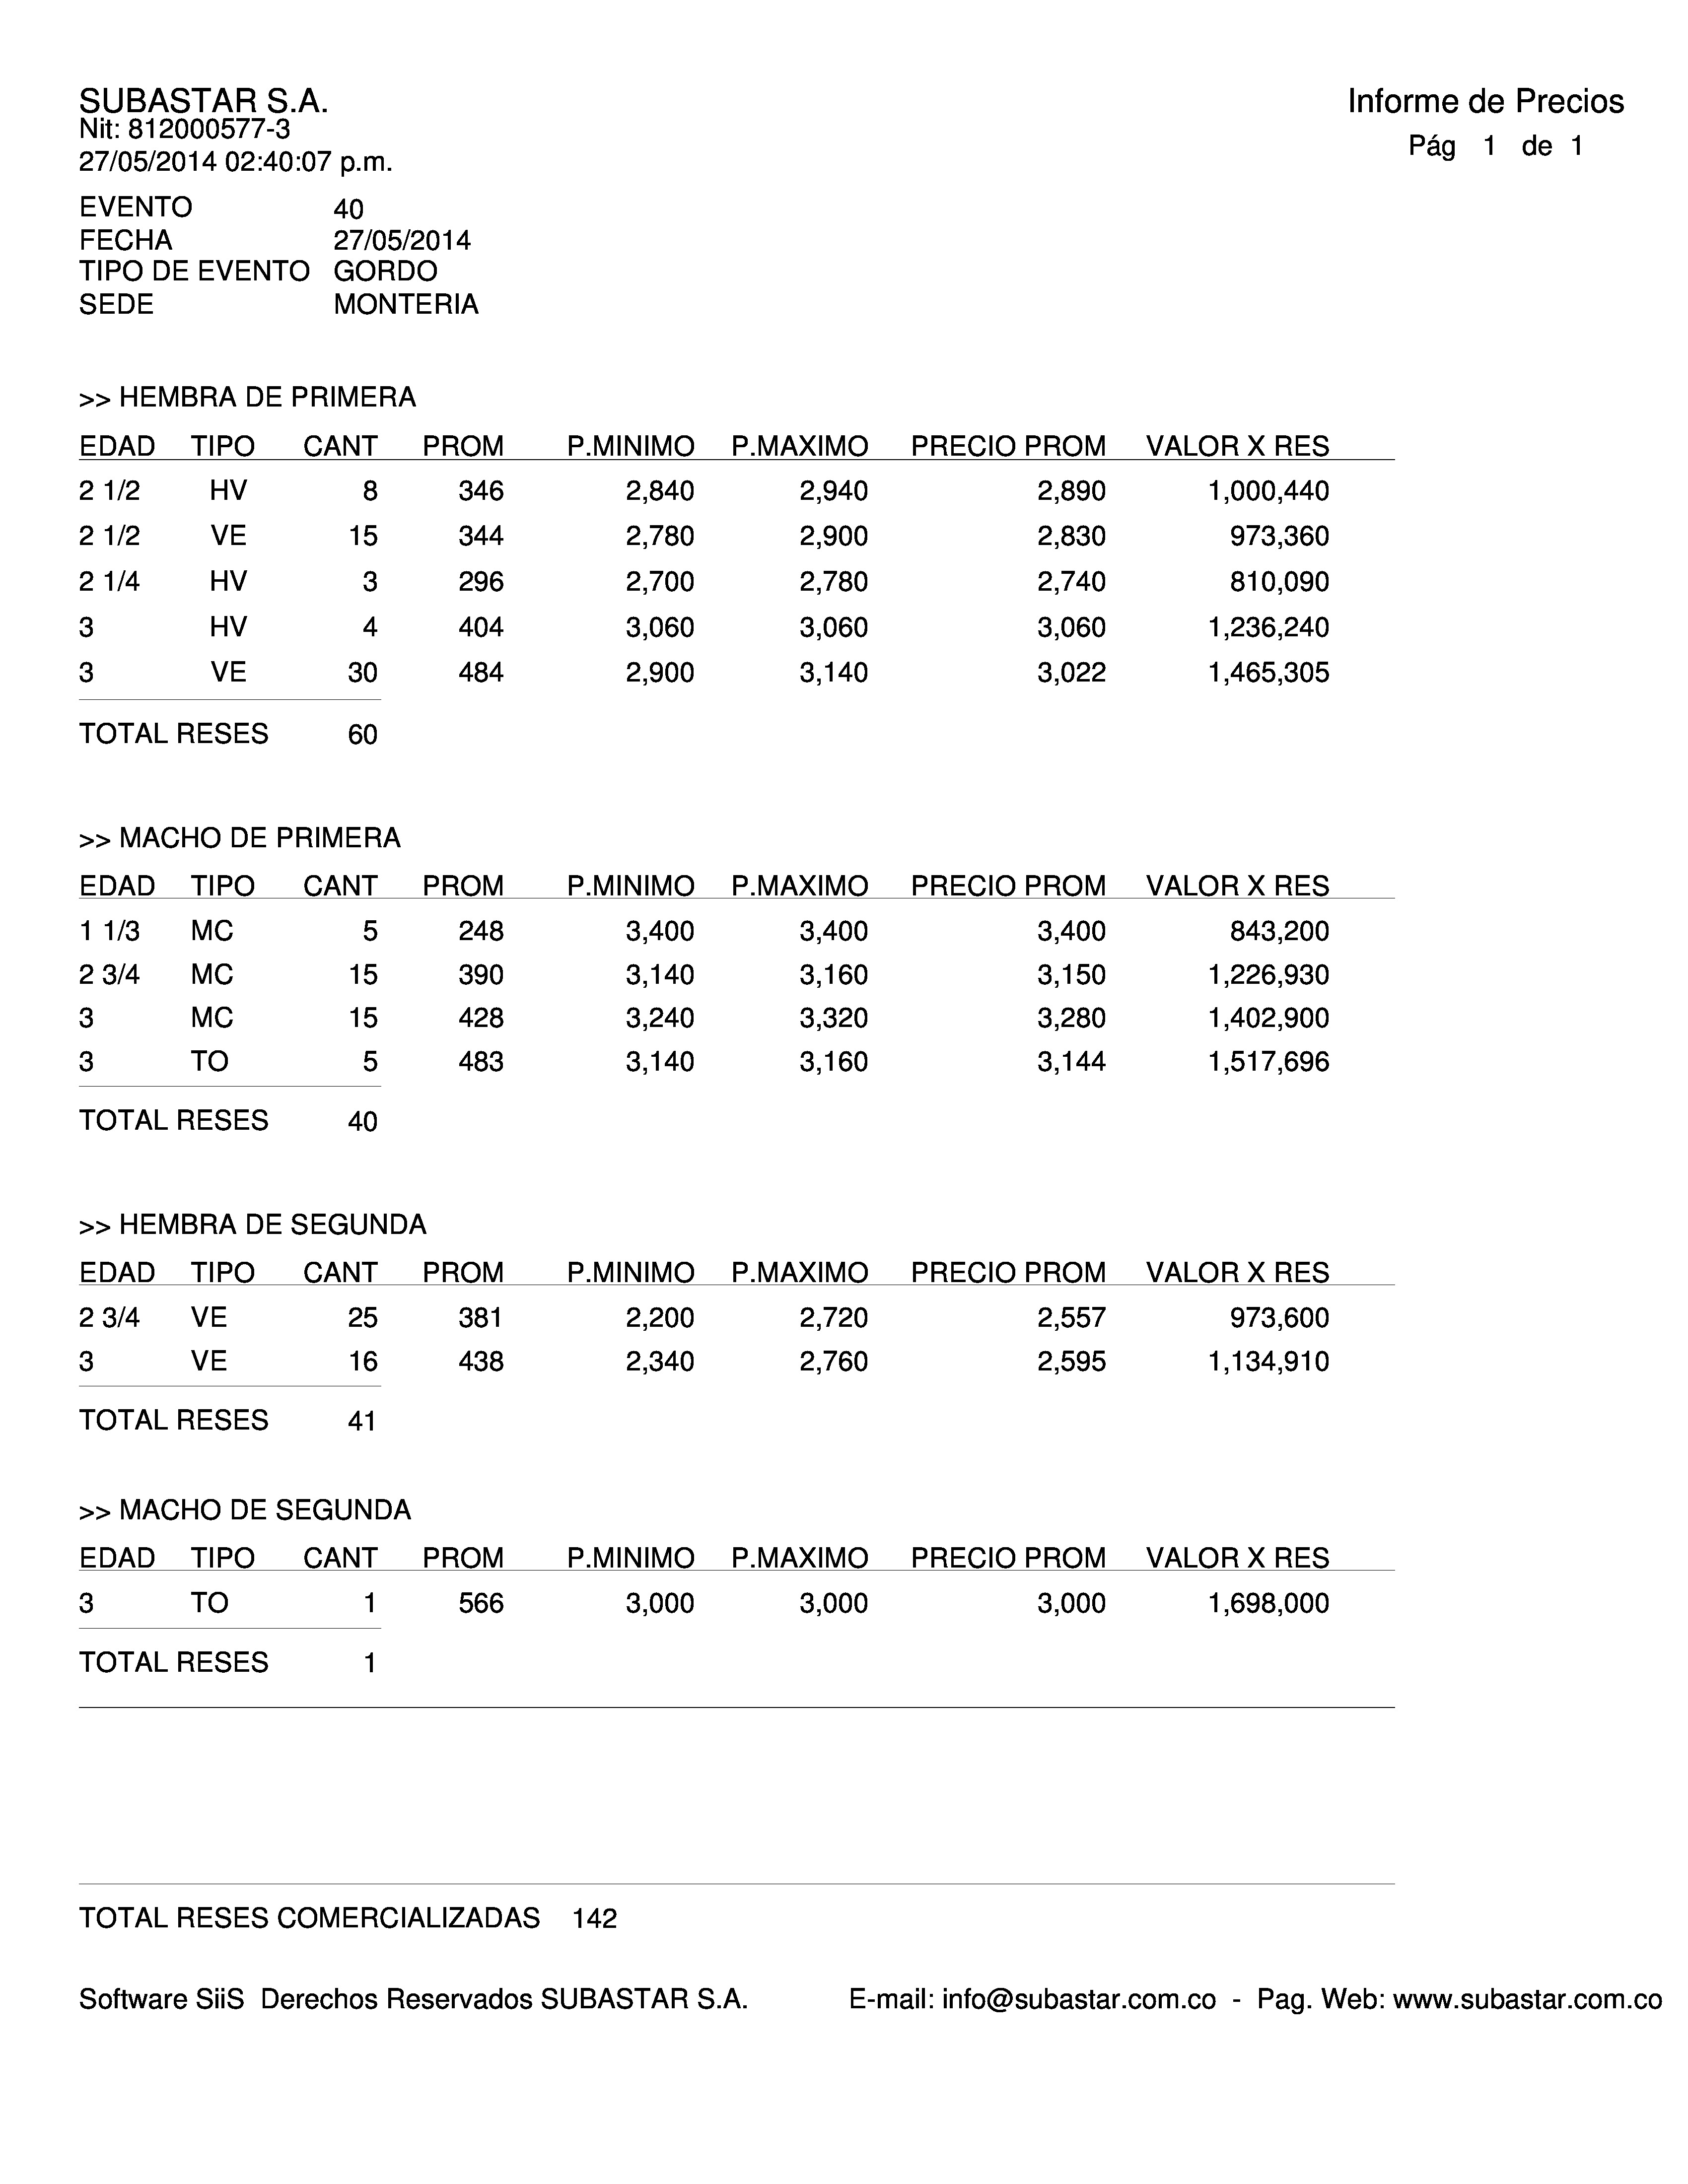 SUBASTAR S.A.
Informe de Precios
Nit: 812000577-3
Pág 1 de 1
27/05/2014 02:40:07 p.m.
EVENTO 40
FECHA 27/05/2014
TIPO DE EVENTO GORDO
SEDE MONTERIA
>> HEMBRA DE PRIMERA
EDAD TIPO CANT PROM P.MINIMO P.MAXIMO PRECIO PROM VALOR X RES
2 1/2 HV 8 346 2,840 2,940 2,890 1,000,440
2 1/2 VE 15 344 2,780 2,900 2,830 973,360
2 1/4 HV 3 296 2,700 2,780 2,740 810,090
3 HV 4 404 3,060 3,060 3,060 1,236,240
3 VE 30 484 2,900 3,140 3,022 1,465,305
TOTAL RESES 60
>> MACHO DE PRIMERA
EDAD TIPO CANT PROM P.MINIMO P.MAXIMO PRECIO PROM VALOR X RES
1 1/3 MC 5 248 3,400 3,400 3,400 843,200
2 3/4 MC 15 390 3,140 3,160 3,150 1,226,930
3 MC 15 428 3,240 3,320 3,280 1,402,900
3 TO 5 483 3,140 3,160 3,144 1,517,696
TOTAL RESES 40
>> HEMBRA DE SEGUNDA
EDAD TIPO CANT PROM P.MINIMO P.MAXIMO PRECIO PROM VALOR X RES
2 3/4 VE 25 381 2,200 2,720 2,557 973,600
3 VE 16 438 2,340 2,760 2,595 1,134,910
TOTAL RESES 41
>> MACHO DE SEGUNDA
EDAD TIPO CANT PROM P.MINIMO P.MAXIMO PRECIO PROM VALOR X RES
3 TO 1 566 3,000 3,000 3,000 1,698,000
TOTAL RESES 1
TOTAL RESES COMERCIALIZADAS 142
Software SiiS Derechos Reservados SUBASTAR S.A. E-mail: info@subastar.com.co - Pag. Web: www.subastar.com.co